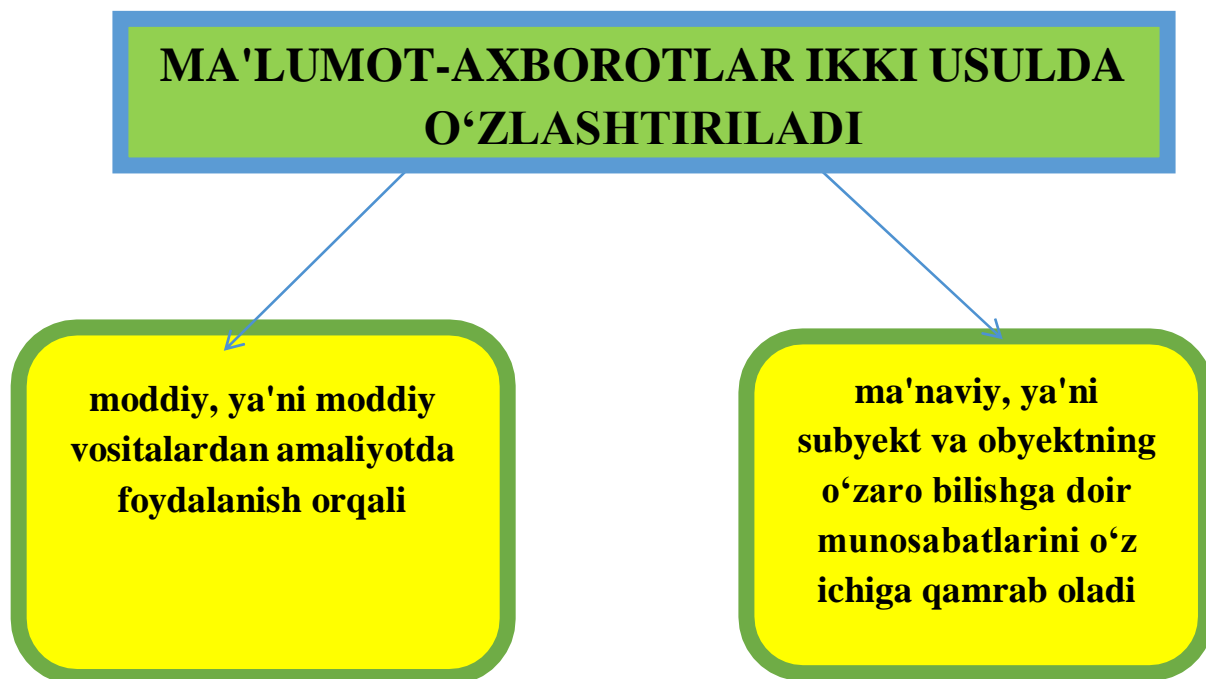 MA'LUMOT-AXBOROTLAR IKKI USULDA
O‘ZLASHTIRILADI
moddiy, ya'ni moddiy
vositalardan amaliyotda
foydalanish orqali
ma'naviy, ya'ni
subyekt va obyektning
o‘zaro bilishga doir
munosabatlarini o‘z
ichiga qamrab oladi